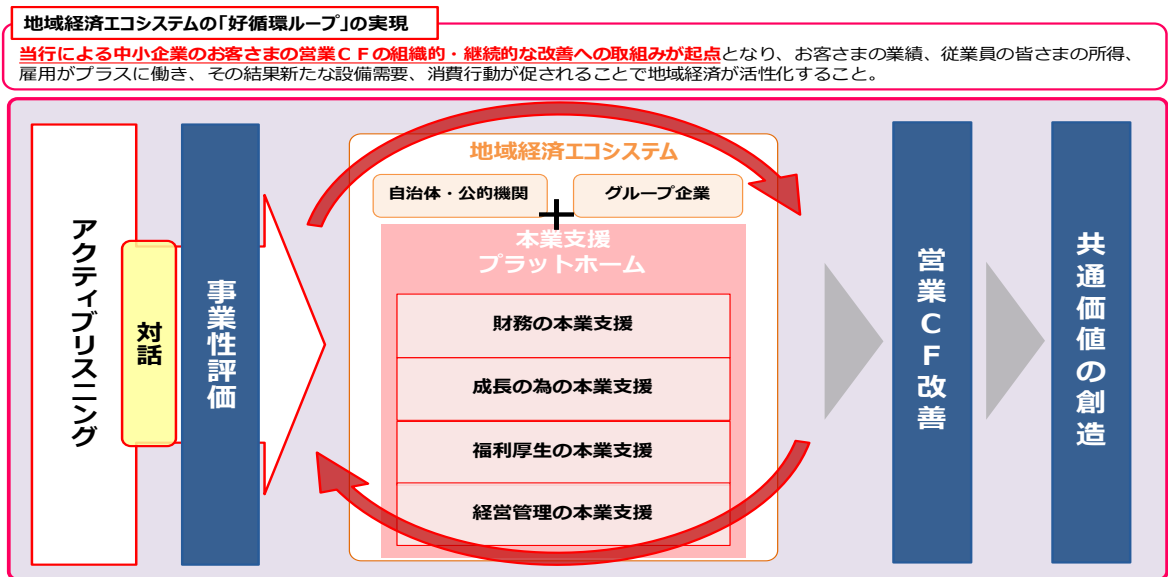 地域経済エコシステムの「好循環ループ」の実現
当行による中小企業のお客さまの営業ＣＦの組織的・継続的な改善への取組みが起点となり、お客さまの業績、従業員の皆さまの所得、
雇用がプラスに働き、その結果新たな設備需要、消費行動が促されることで地域経済が活性化すること。
アクティブリスニング
対話
事業性評価
地域経済エコシステム
自治体・公的機関
＋
グループ企業
本業支援
プラットホーム
財務の本業支援
成長の為の本業支援
福利厚生の本業支援
経営管理の本業支援
営業ＣＦ改善
共通価値の創造